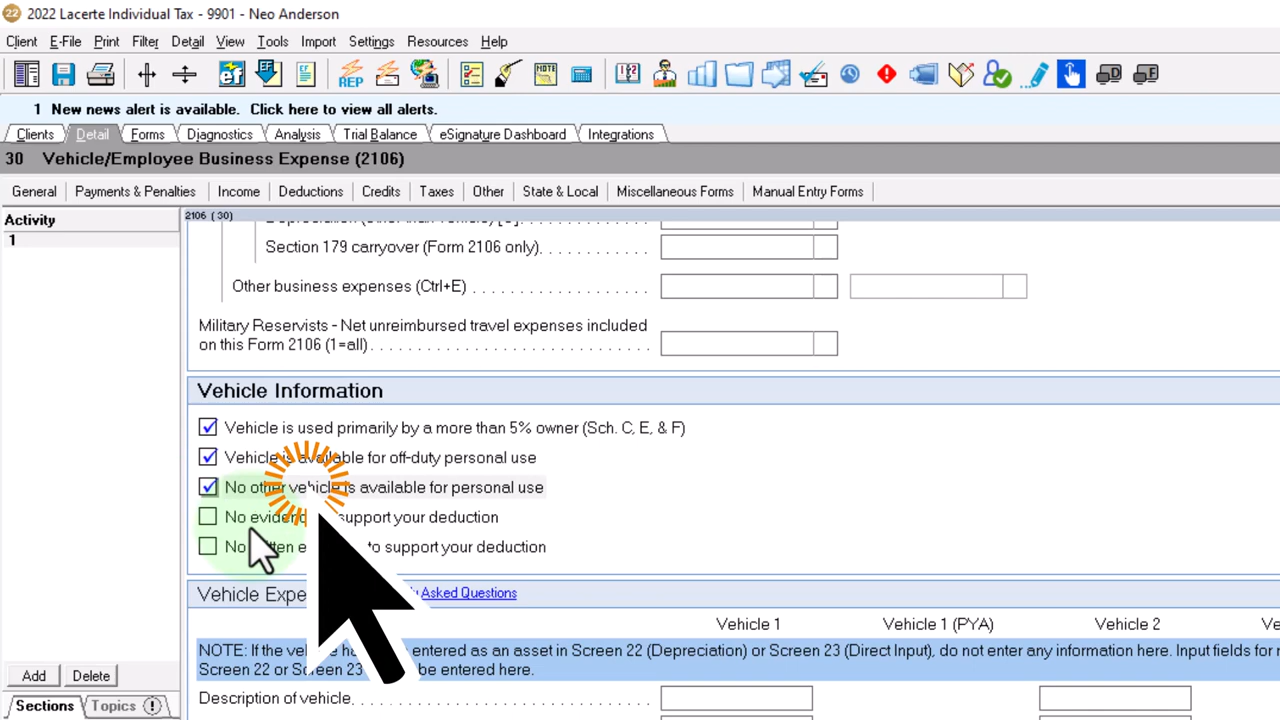 22 2022 Lacerte Individual Tax - 9901 - Neo Anderson
Client E-File Print Filter Detail View Tools Import Settings Resources Help
REP NOTE D F
1 New news alert is available. Click here to view all alerts.
Clients Detail Forms Diagnostics Analysis Trial Balance eSignature Dashboard Integrations
30 Vehicle/Employee Business Expense (2106)
General Payments & Penalties Income Deductions Credits Taxes Other State & Local Miscellaneous Forms Manual Entry Forms
Activity
1
2106 (30)
Section 179 carryover (Form 2106 only)
Other business expenses (Ctrl+E)
Military Reservists - Net unreimbursed travel expenses included
on this Form 2106 (1=all)
Vehicle Information
Vehicle is used primarily by a more than 5% owner (Sch. C, E, & F)
Vehicle is available for off-duty personal use
No other vehicle is available for personal use
No support your deduction
No to support your deduction
Vehicle Asked Questions
Vehicle 1 Vehicle 1 (PYA) Vehicle 2
NOTE: If the entered as an asset in Screen 22 (Depreciation) or Screen 23 (Direct Input), do not enter any information here. Input fields for
Screen 22 or be entered here.
Description of vehicle
Add Delete
Sections Topics